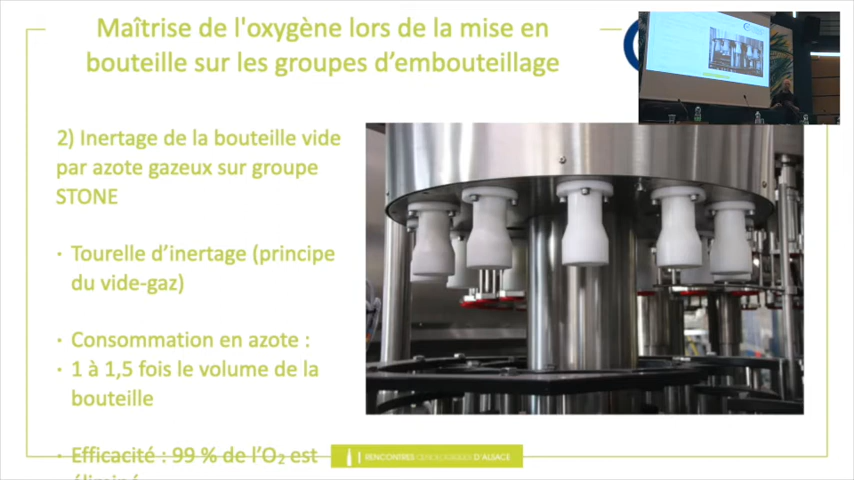 Maîtrise de l'oxygène lors de la mise en
bouteille sur les groupes d’embouteillage
2) Inertage de la bouteille vide
par azote gazeux sur groupe
STONE
· Tourelle d’inertage (principe
du vide-gaz)
· Consommation en azote :
· 1 à 1,5 fois le volume de la
bouteille
· Efficacité : 99 % de l’O₂ est
RENCONTRES ŒNOLOGIQUES D'ALSACE